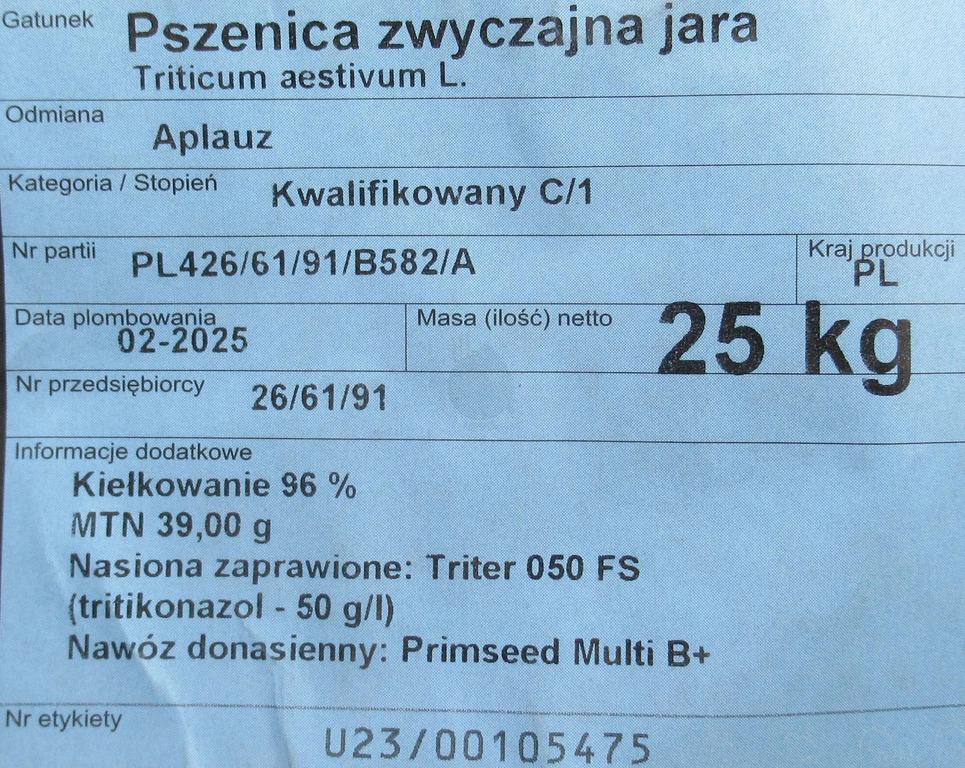 Gatunek Pszenica zwyczajna jara
Triticum aestivum L.
Odmiana
Aplauz
Kategoria / Stopień Kwalifikowany C/1
Nr partii PL426/61/91/B582/A
Kraj produkcji
PL
Data plombowania
02-2025
Masa (ilość) netto 25 kg
Nr przedsiębiorcy 26/61/91
Informacje dodatkowe
Kiełkowanie 96 %
MTN 39,00 g
Nasiona zaprawione: Triter 050 FS
(tritikonazol - 50 g/l)
Nawóz donasienny: Primseed Multi B+
Nr etykiety
U23/00105475